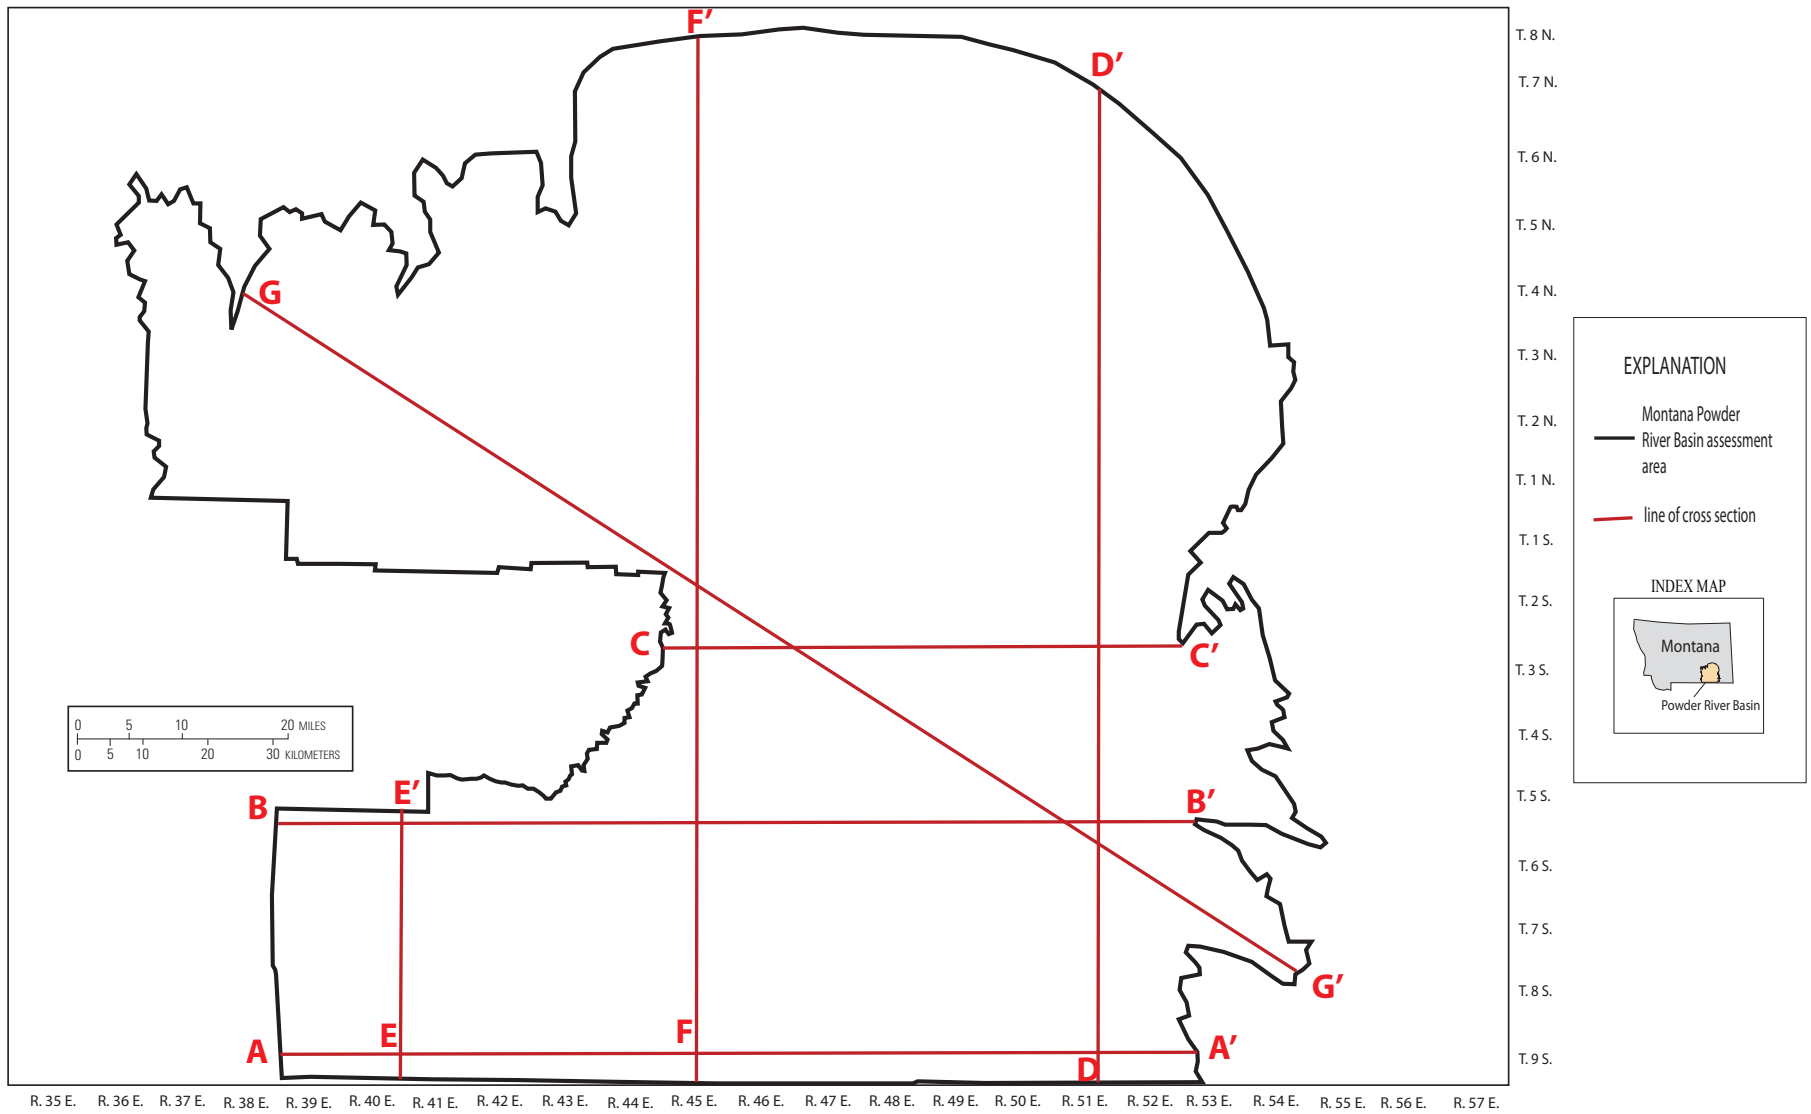 F′
D′
G
C
C′
B
E′
B′
G′
A
E
F
D
A′
T. 8 N.
T. 7 N.
T. 6 N.
T. 5 N.
T. 4 N.
T. 3 N.
T. 2 N.
T. 1 N.
T. 1 S.
T. 2 S.
T. 3 S.
T. 4 S.
T. 5 S.
T. 6 S.
T. 7 S.
T. 8 S.
T. 9 S.
R. 35 E. R. 36 E. R. 37 E. R. 38 E. R. 39 E. R. 40 E. R. 41 E. R. 42 E. R. 43 E. R. 44 E. R. 45 E. R. 46 E. R. 47 E. R. 48 E. R. 49 E. R. 50 E. R. 51 E. R. 52 E. R. 53 E. R. 54 E. R. 55 E. R. 56 E. R. 57 E.
0 5 10 20 MILES
0 5 10 20 30 KILOMETERS
EXPLANATION
Montana Powder
River Basin assessment
area
line of cross section
INDEX MAP
Montana
Powder River Basin